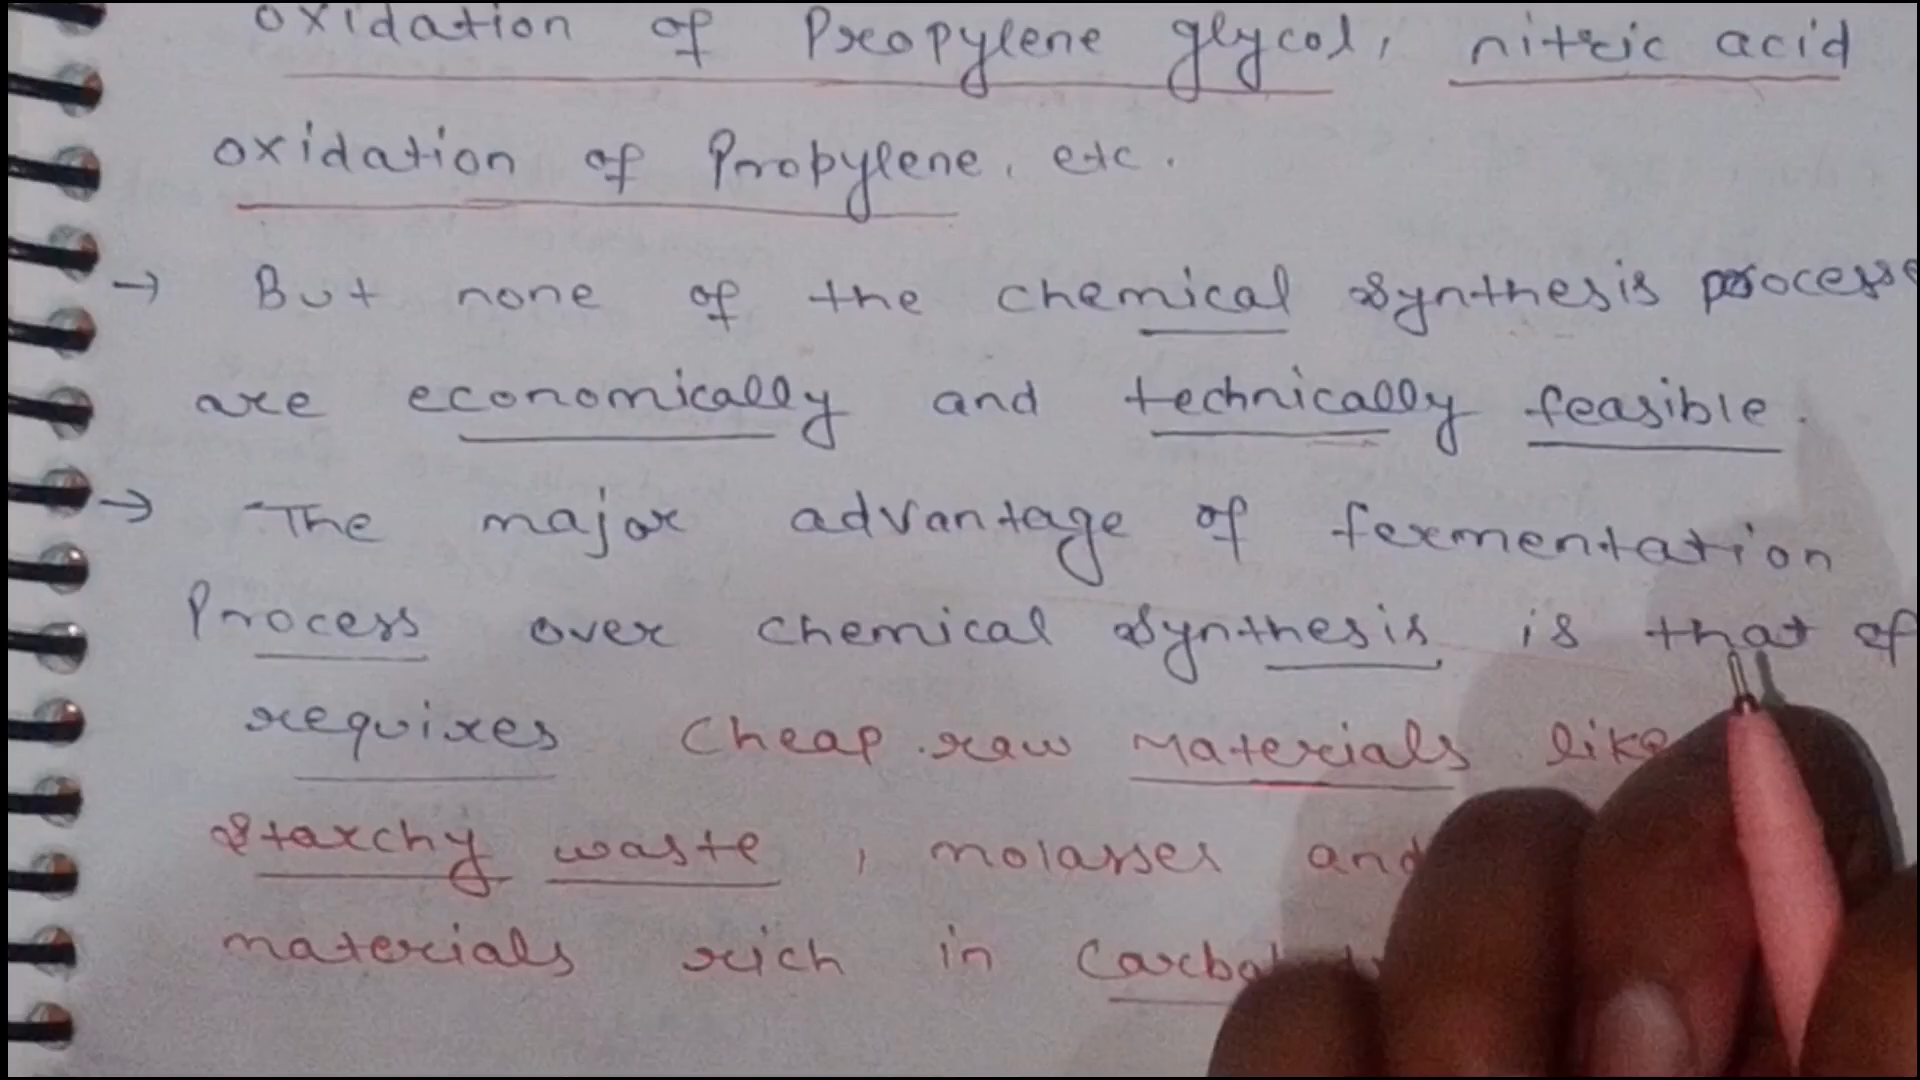 oxidation of Propylene glycol, nitric acid
oxidation of Propylene, etc.
→ But none of the chemical synthesis
are economically and technically feasible.
→ The major advantage of fermentation
Process over chemical synthesis is that of
requires Cheap raw Materials like
starchy waste, molasses and
materials rich in